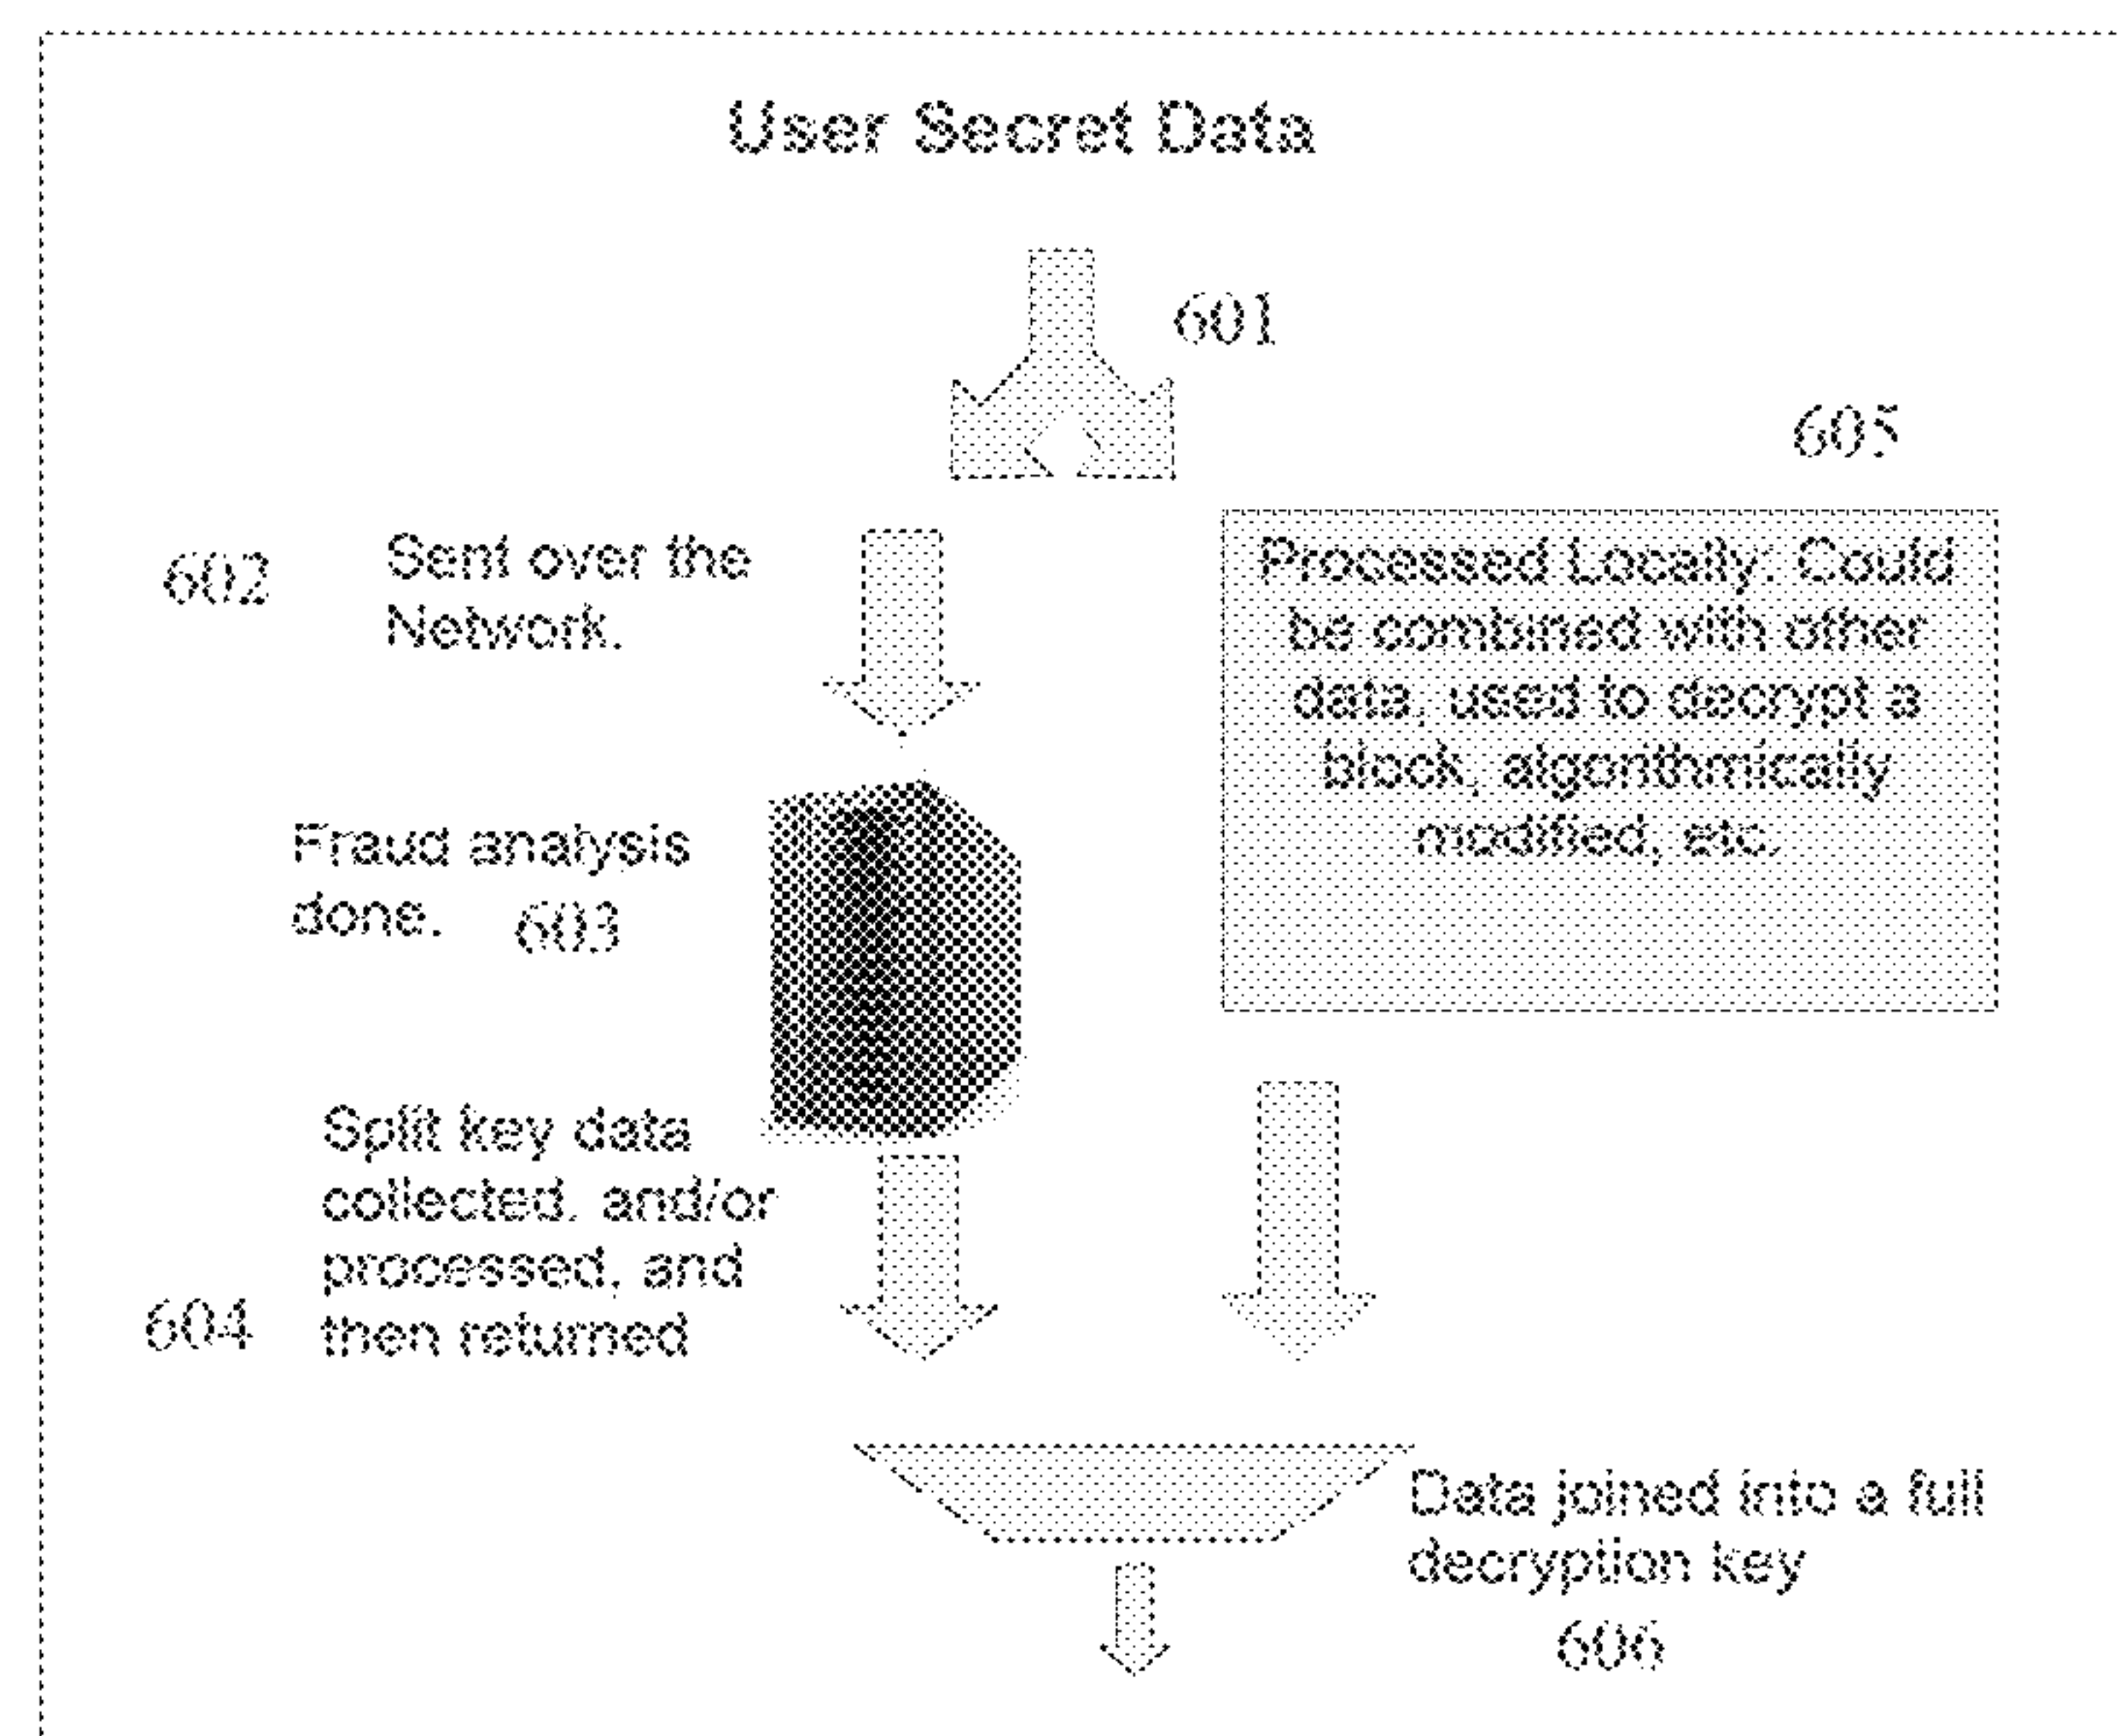 User Secret Data
601
605
602
Sent over the
Network.
Processed Locally. Could
be combined with other
data, used to decrypt a
block, algorithmically
modified, etc.
Fraud analysis
done.
603
Split key data
collected, and/or
processed, and
then returned
604
Data joined into a full
decryption key
606